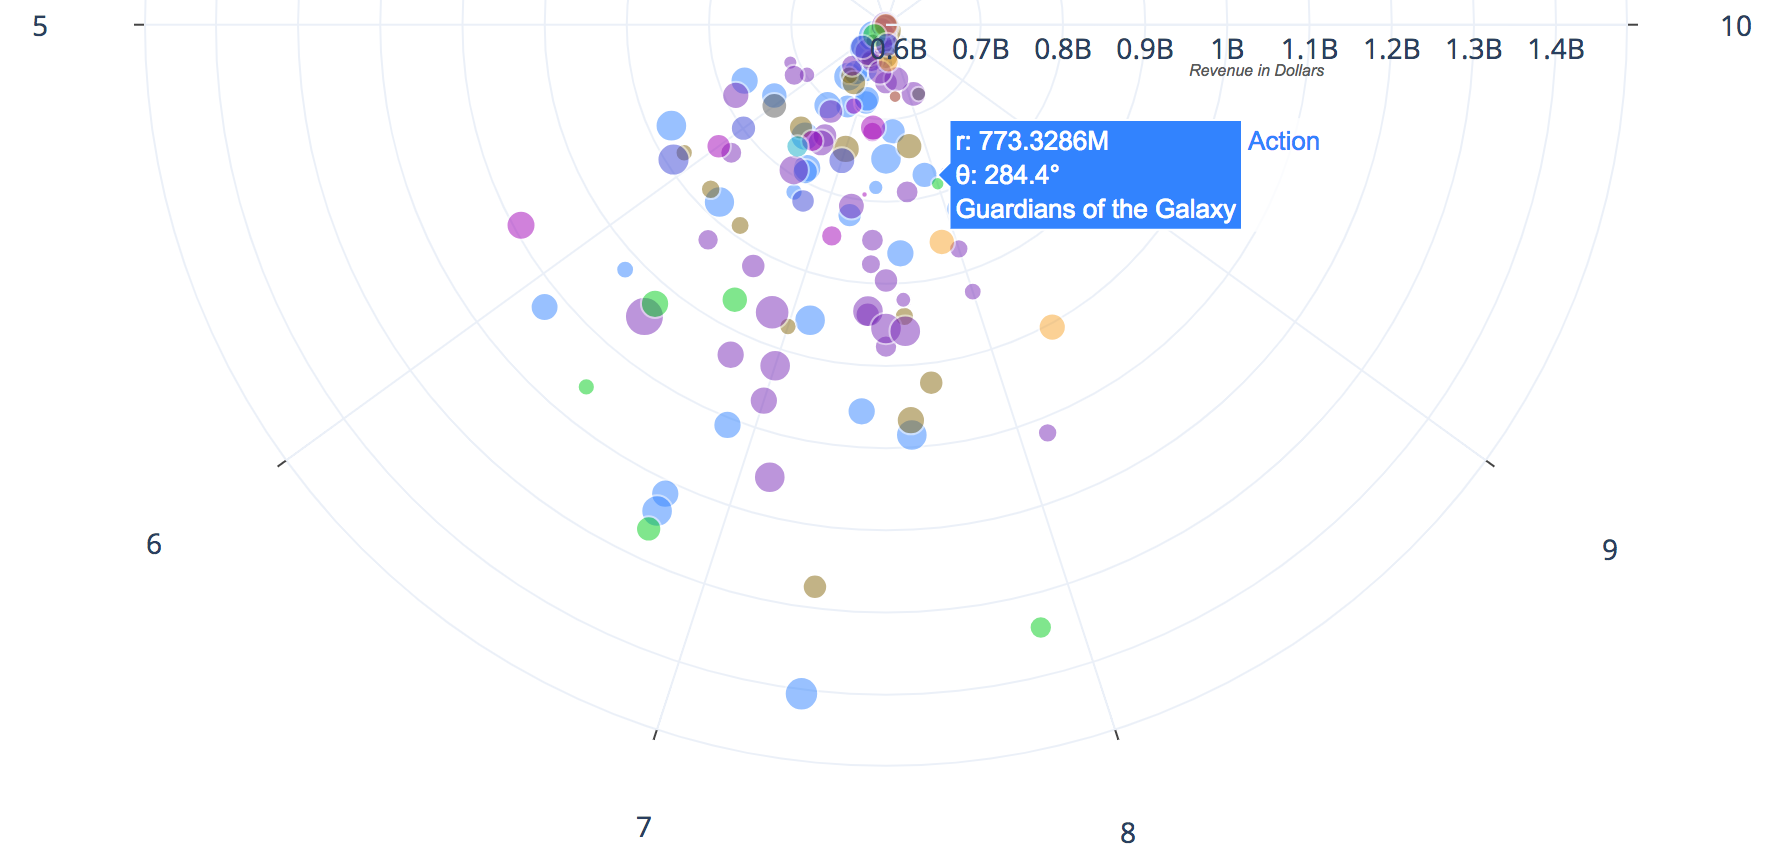 5
0.6B 0.7B 0.8B 0.9B 1B 1.1B 1.2B 1.3B 1.4B
10
Revenue in Dollars
r: 773.3286M
θ: 284.4°
Guardians of the Galaxy
Action
6
9
7
8